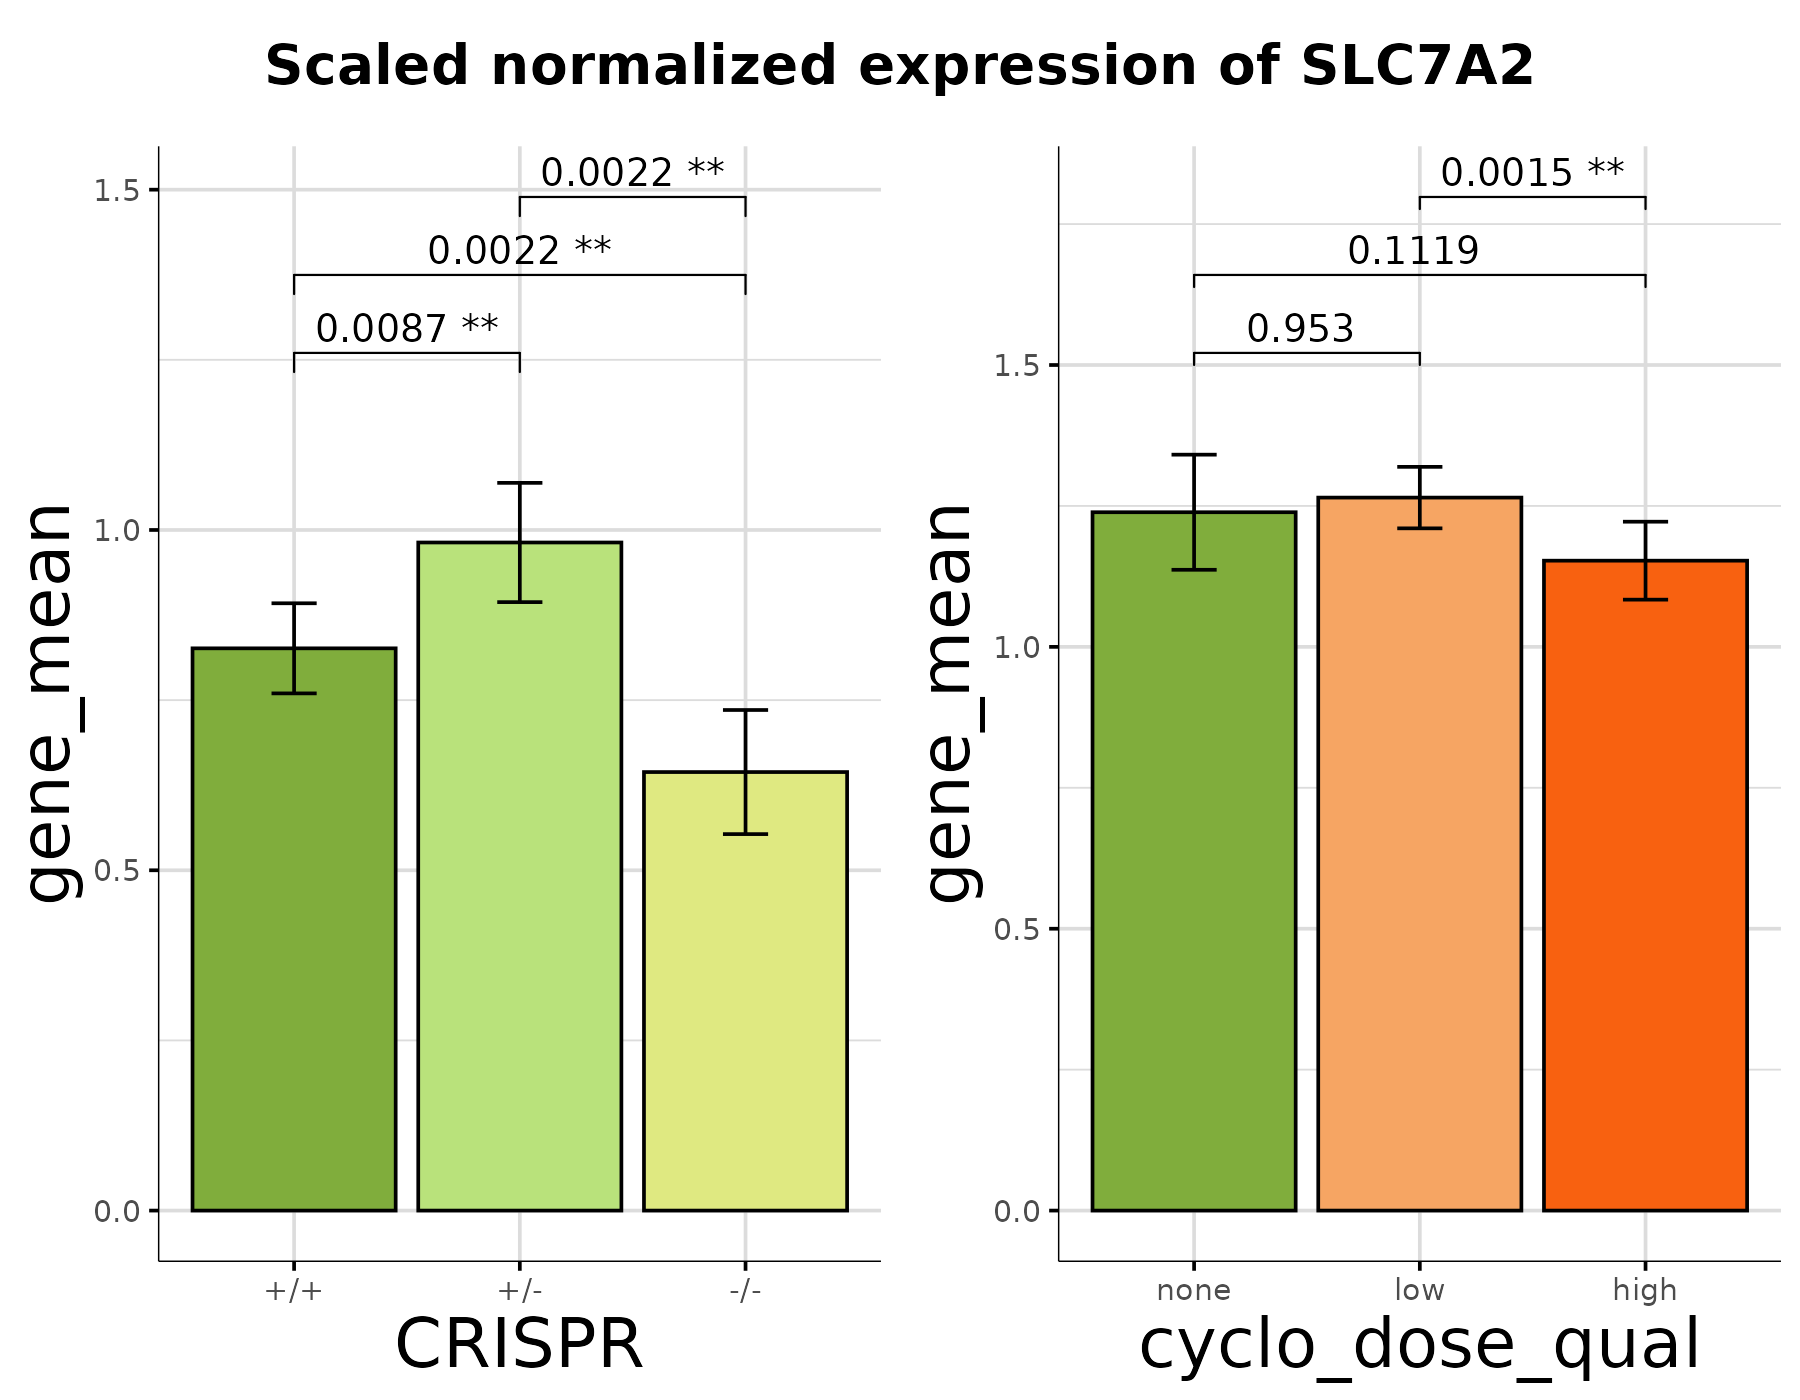 Scaled normalized expression of SLC7A2
gene_mean
1.5
1.0
0.5
0.0
0.0022 **
0.0022 **
0.0087 **
+/+ +/- -/-
CRISPR
gene_mean
1.5
1.0
0.5
0.0
0.0015 **
0.1119
0.953
none low high
cyclo_dose_qual